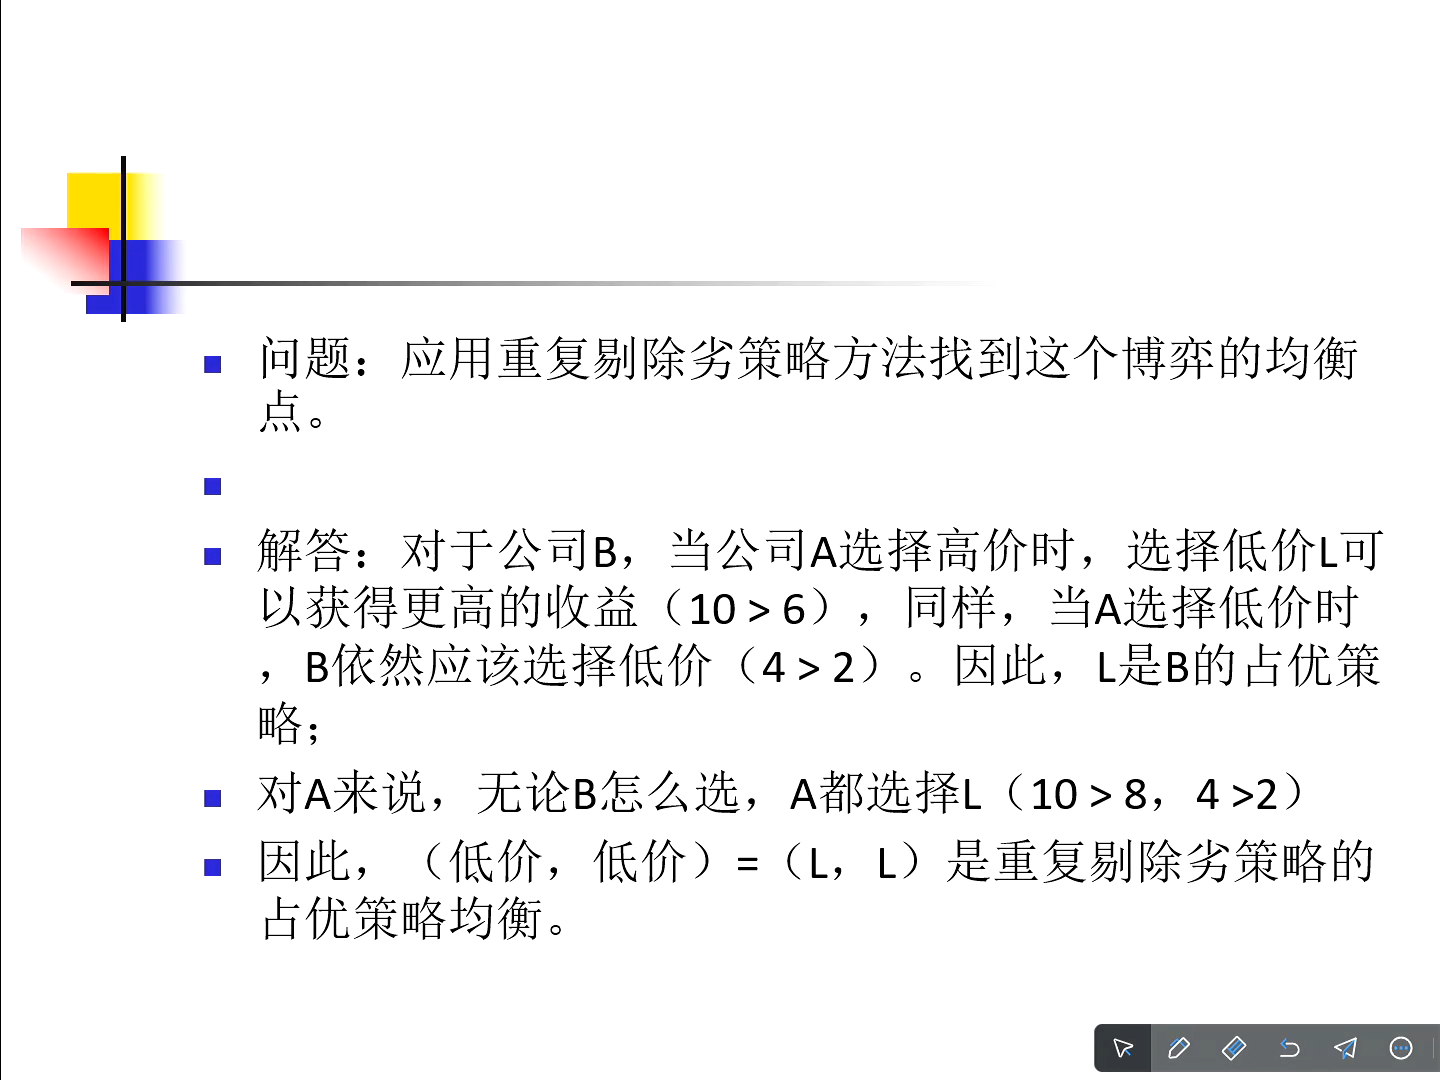 问题：应用重复剔除劣策略方法找到这个博弈的均衡
点。
解答：对于公司B，当公司A选择高价时，选择低价L可
以获得更高的收益（10 > 6），同样，当A选择低价时
，B依然应该选择低价（4 > 2）。因此，L是B的占优策
略；
对A来说，无论B怎么选，A都选择L（10 > 8，4 >2）
因此，（低价，低价）=（L，L）是重复剔除劣策略的
占优策略均衡。